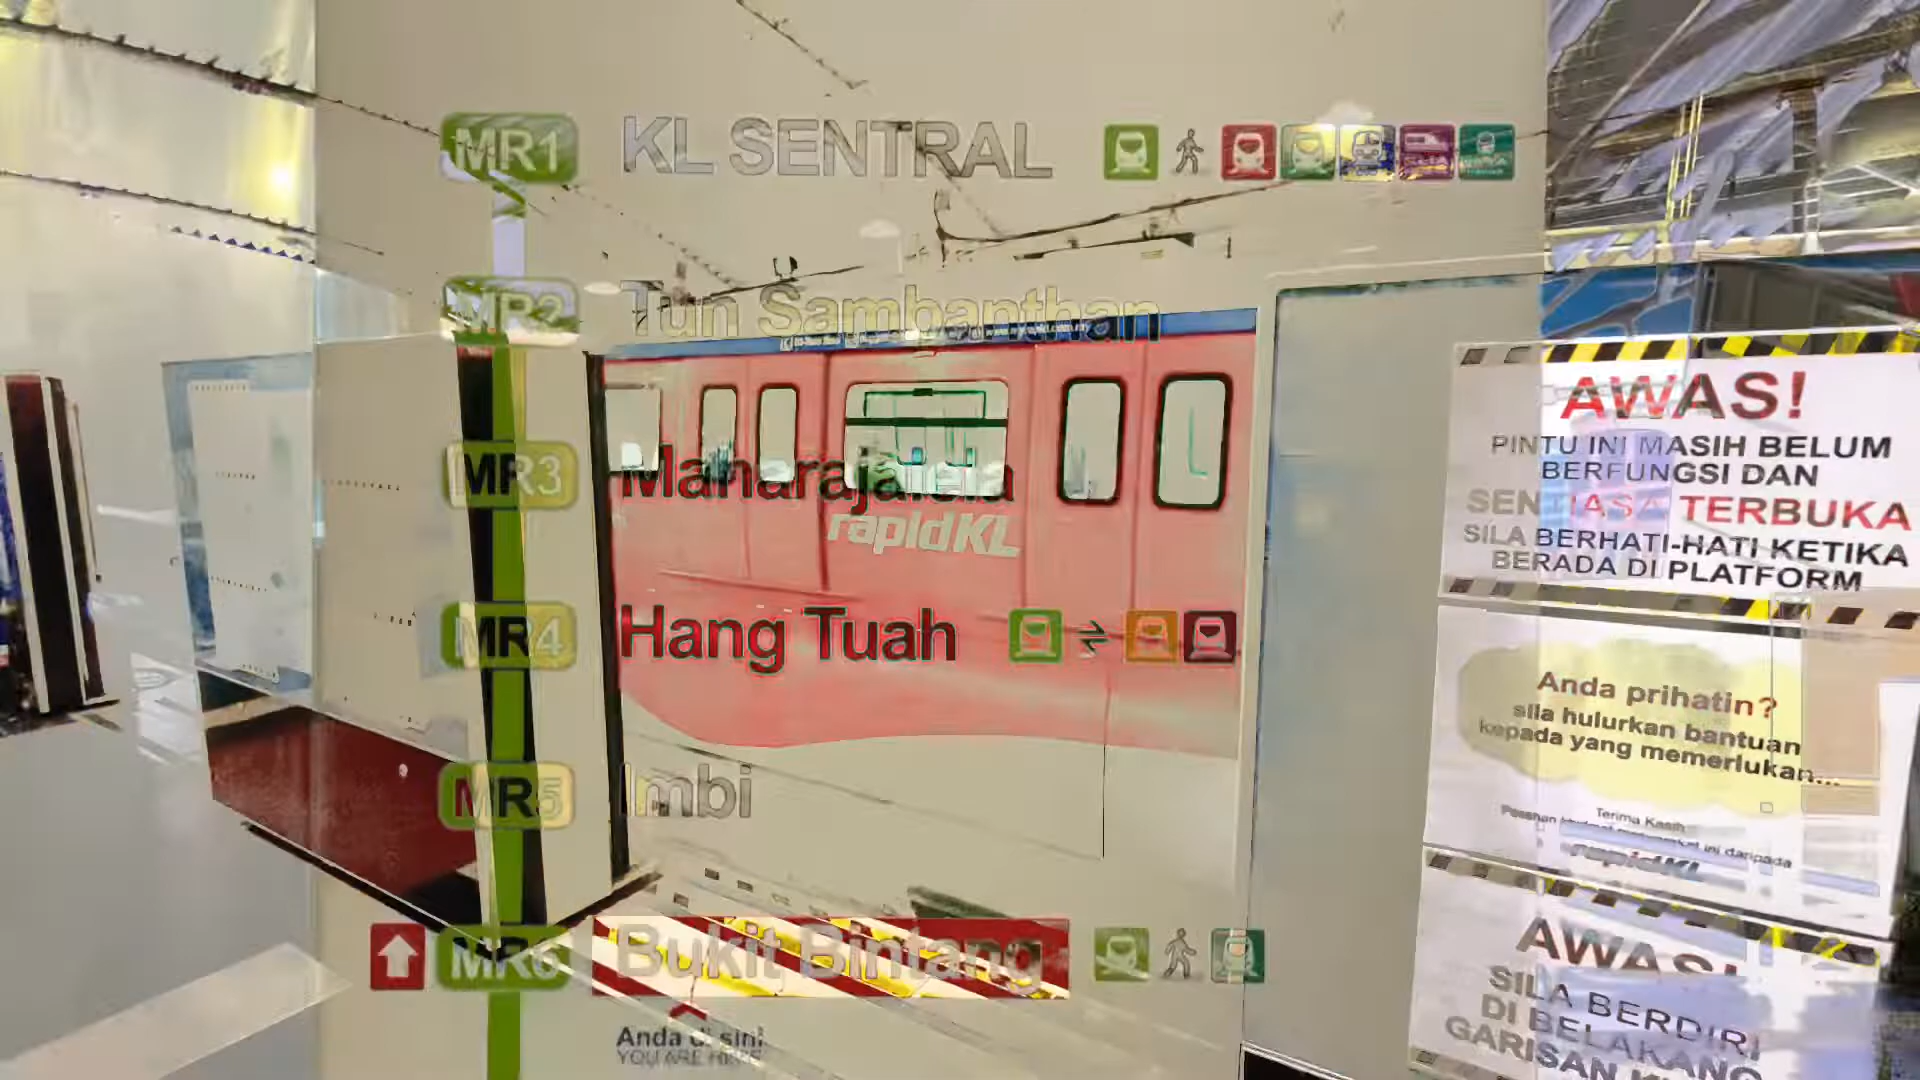 MR1 KL SENTRAL
MR2 Tun Sambanthan
MR3 Maharajalela
rapidKL
MR4 Hang Tuah
MR5 Imbi
MR6 Bukit Bintang
Anda di sini
YOU ARE HERE
AWAS!
PINTU INI MASIH BELUM
BERFUNGSI DAN
SENTIASA TERBUKA
SILA BERHATI-HATI KETIKA
BERADA DI PLATFORM
Anda prihatin?
sila hulurkan bantuan
kepada yang memerlukan...
Terima Kasih
ini daripada
rapidKL
AWAS!
SILA BERDIRI
DI BELAKANG
GARISAN